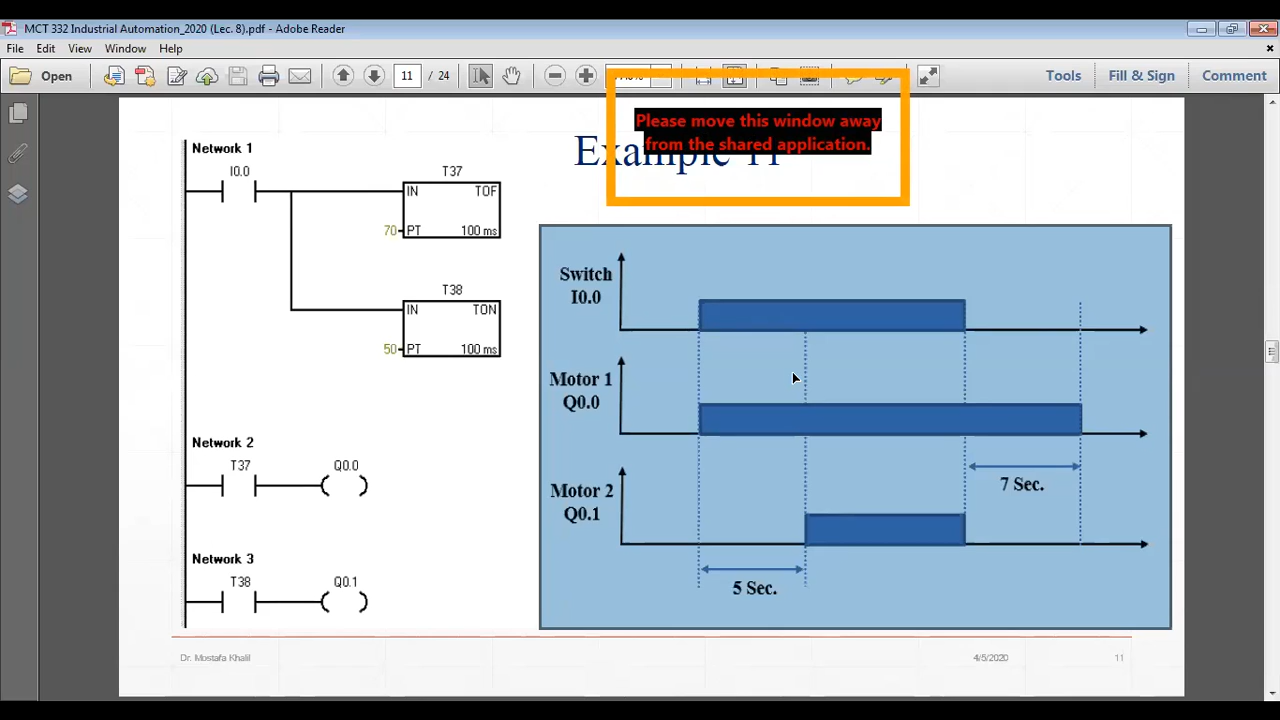 MCT 332 Industrial Automation_2020 (Lec. 8).pdf - Adobe Reader
File Edit View Window Help
Open 11 / 24 Tools Fill & Sign Comment
Please move this window away
from the shared application.
Network 1
I0.0
T37
IN TOF
70 PT 100 ms
T38
IN TON
50 PT 100 ms
Network 2
T37 Q0.0
Network 3
T38 Q0.1
Switch
I0.0
Motor 1
Q0.0
7 Sec.
Motor 2
Q0.1
5 Sec.
Dr. Mostafa Khalil 4/5/2020 11